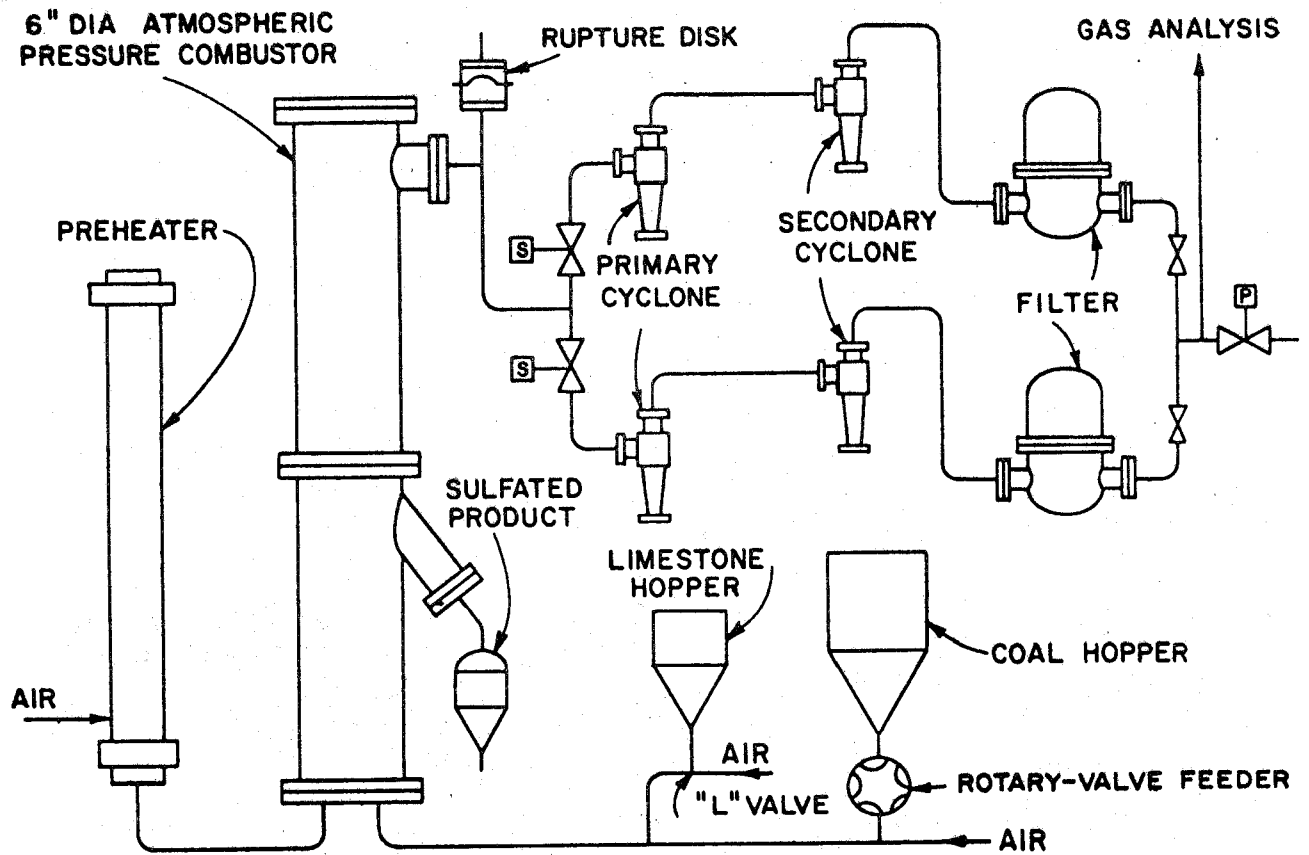 6" DIA ATMOSPHERIC
PRESSURE COMBUSTOR
RUPTURE DISK
GAS ANALYSIS
PREHEATER
S
PRIMARY
CYCLONE
SECONDARY
CYCLONE
FILTER
P
S
SULFATED
PRODUCT
LIMESTONE
HOPPER
COAL HOPPER
AIR
AIR
"L" VALVE
ROTARY-VALVE FEEDER
AIR